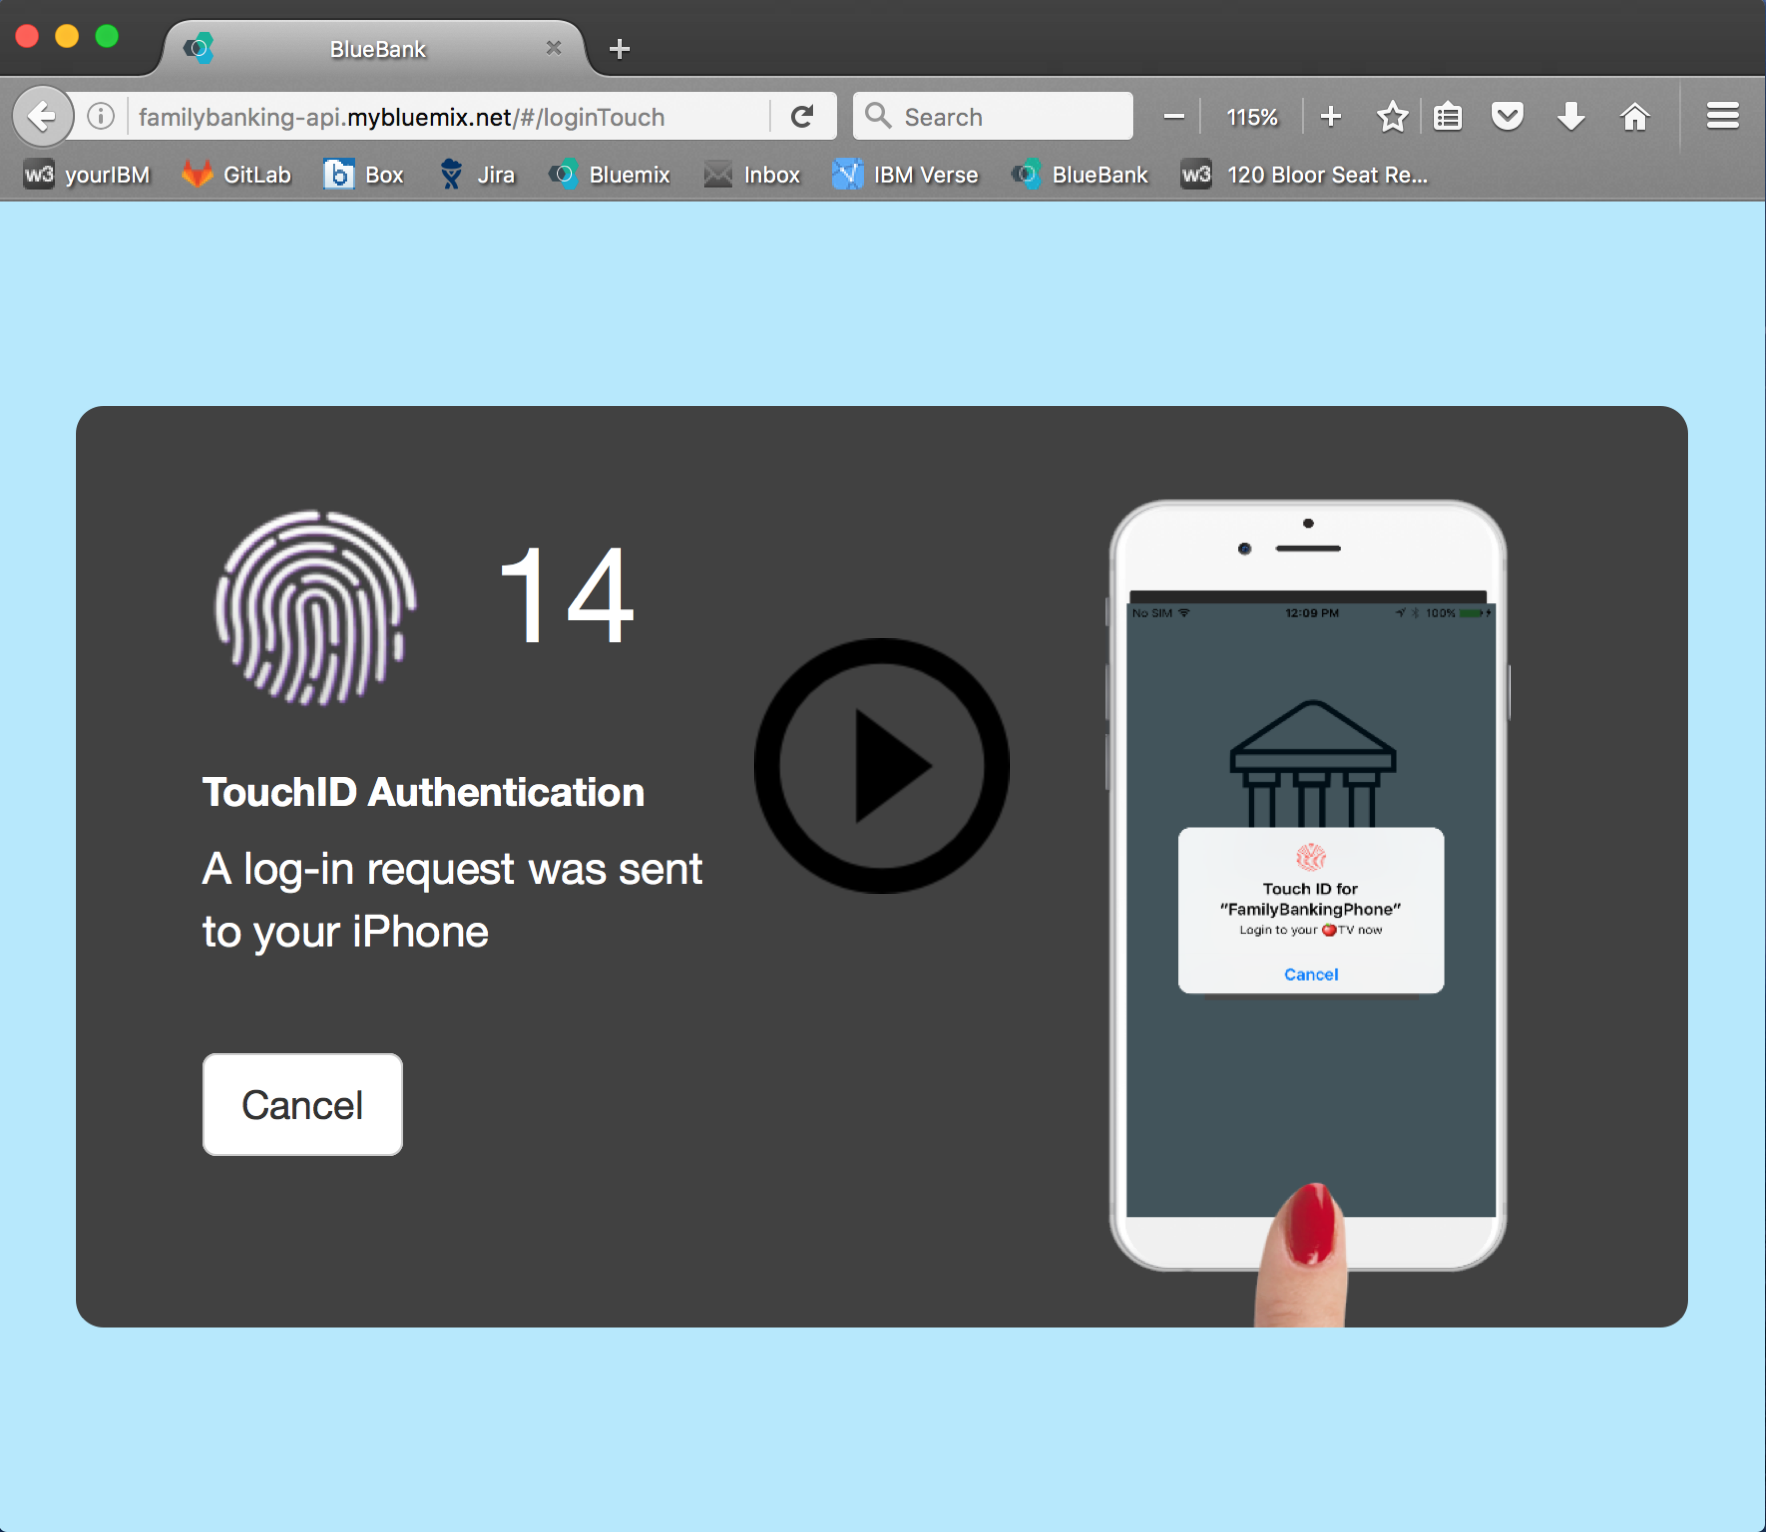 BlueBank
familybanking-api.mybluemix.net/#/loginTouch
Search
115%
w3 yourIBM
GitLab
b Box
Jira
Bluemix
Inbox
IBM Verse
BlueBank
w3 120 Bloor Seat Re...
14
TouchID Authentication
A log-in request was sent
to your iPhone
Cancel
No SIM 12:09 PM 100%
Touch ID for
“FamilyBankingPhone”
Login to your 🍎TV now
Cancel